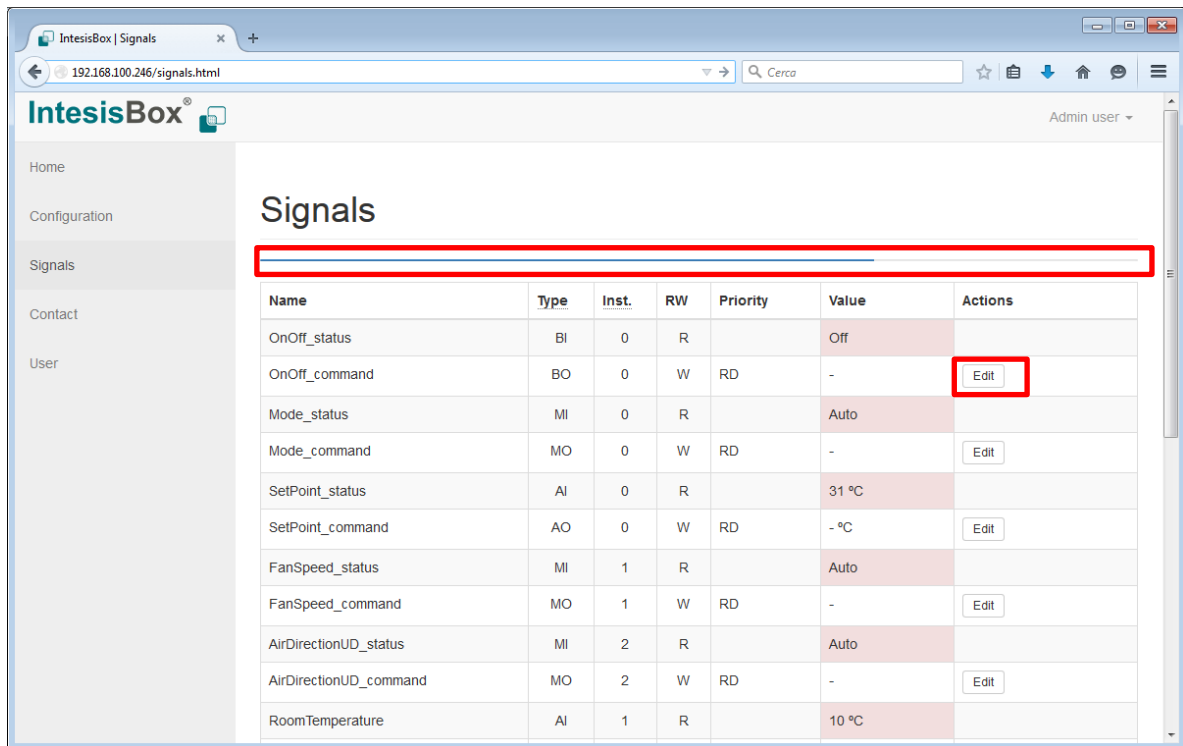 IntesisBox | Signals
192.168.100.246/signals.html
Cerca
IntesisBox®
Admin user
Home
Configuration
Signals
Contact
User
Signals
Name Type Inst. RW Priority Value Actions
OnOff_status BI 0 R Off
OnOff_command BO 0 W RD - Edit
Mode_status MI 0 R Auto
Mode_command MO 0 W RD - Edit
SetPoint_status AI 0 R 31 ºC
SetPoint_command AO 0 W RD - ºC Edit
FanSpeed_status MI 1 R Auto
FanSpeed_command MO 1 W RD - Edit
AirDirectionUD_status MI 2 R Auto
AirDirectionUD_command MO 2 W RD - Edit
RoomTemperature AI 1 R 10 ºC